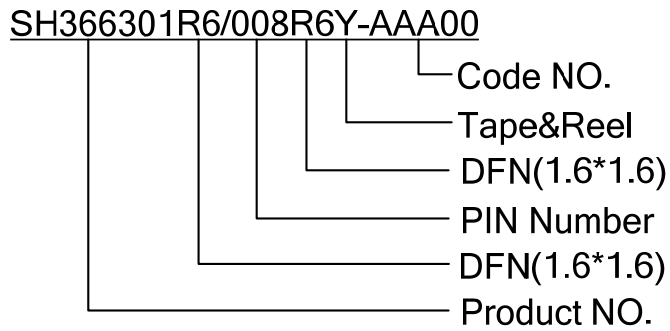 SH366301R6/008R6Y-AAA00
Code NO.
Tape&Reel
DFN(1.6*1.6)
PIN Number
DFN(1.6*1.6)
Product NO.